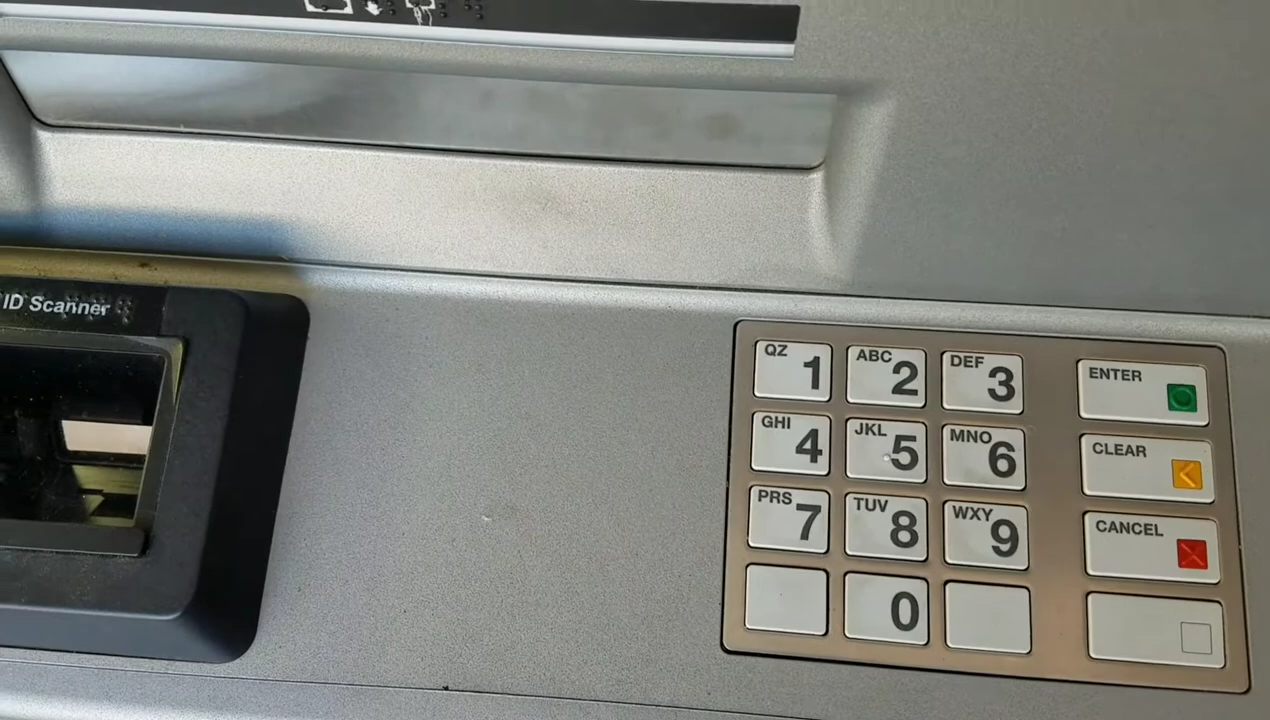 ID Scanner
QZ 1 ABC 2 DEF 3 ENTER
GHI 4 JKL 5 MNO 6 CLEAR
PRS 7 TUV 8 WXY 9 CANCEL
0